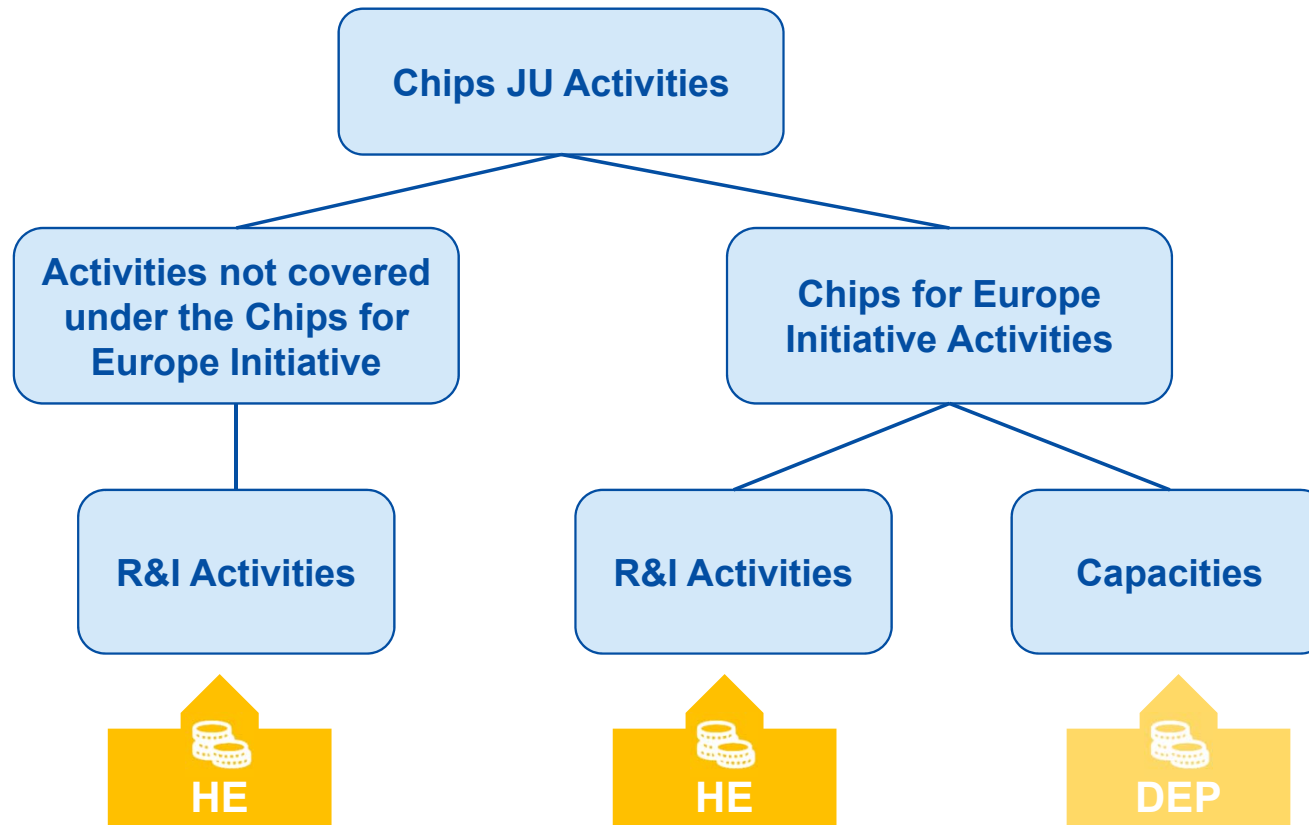 Chips JU Activities
Activities not covered
under the Chips for
Europe Initiative
Chips for Europe
Initiative Activities
R&I Activities
R&I Activities
Capacities
HE
HE
DEP